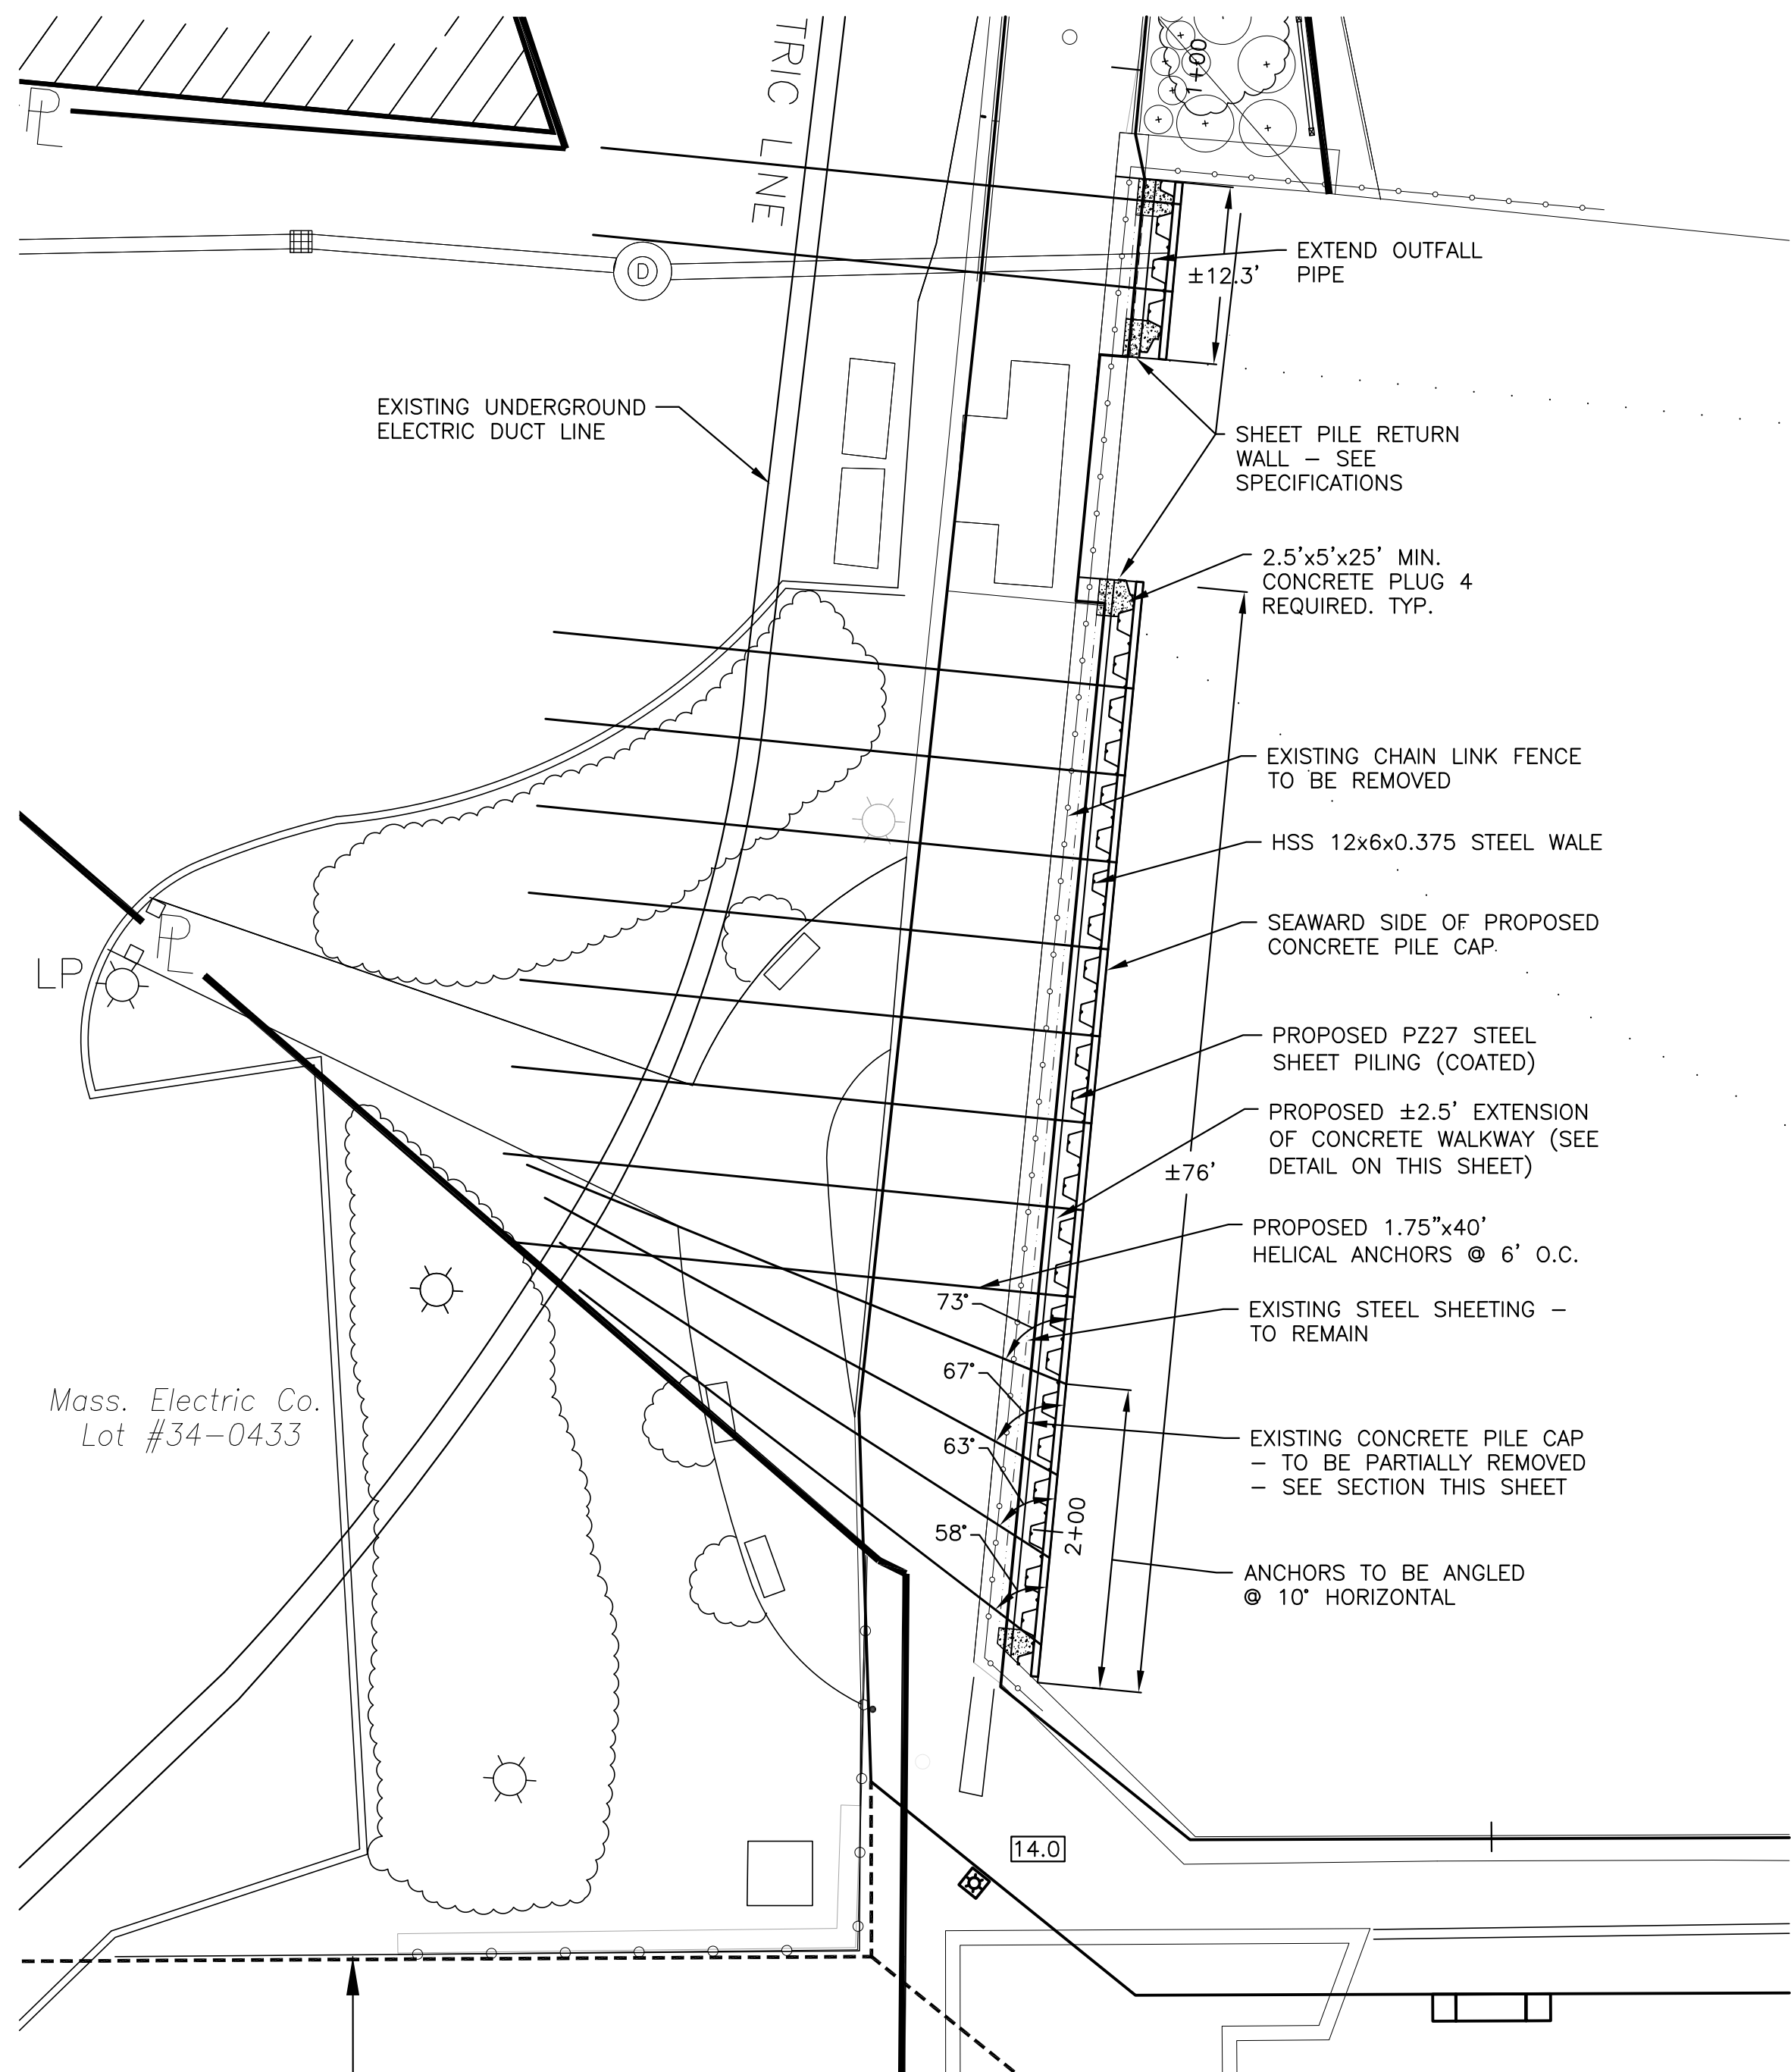 TRIC LINE
1+00
PL
D
EXTEND OUTFALL
PIPE
±12.3'
EXISTING UNDERGROUND
ELECTRIC DUCT LINE
SHEET PILE RETURN
WALL – SEE
SPECIFICATIONS
2.5'x5'x25' MIN.
CONCRETE PLUG 4
REQUIRED. TYP.
EXISTING CHAIN LINK FENCE
TO BE REMOVED
HSS 12x6x0.375 STEEL WALE
SEAWARD SIDE OF PROPOSED
CONCRETE PILE CAP
PL
LP
PROPOSED PZ27 STEEL
SHEET PILING (COATED)
PROPOSED ±2.5' EXTENSION
OF CONCRETE WALKWAY (SEE
DETAIL ON THIS SHEET)
±76'
PROPOSED 1.75"x40'
HELICAL ANCHORS @ 6' O.C.
73°
EXISTING STEEL SHEETING –
TO REMAIN
67°
Mass. Electric Co.
Lot #34-0433
EXISTING CONCRETE PILE CAP
– TO BE PARTIALLY REMOVED
– SEE SECTION THIS SHEET
63°
2+00
58°
ANCHORS TO BE ANGLED
@ 10° HORIZONTAL
14.0